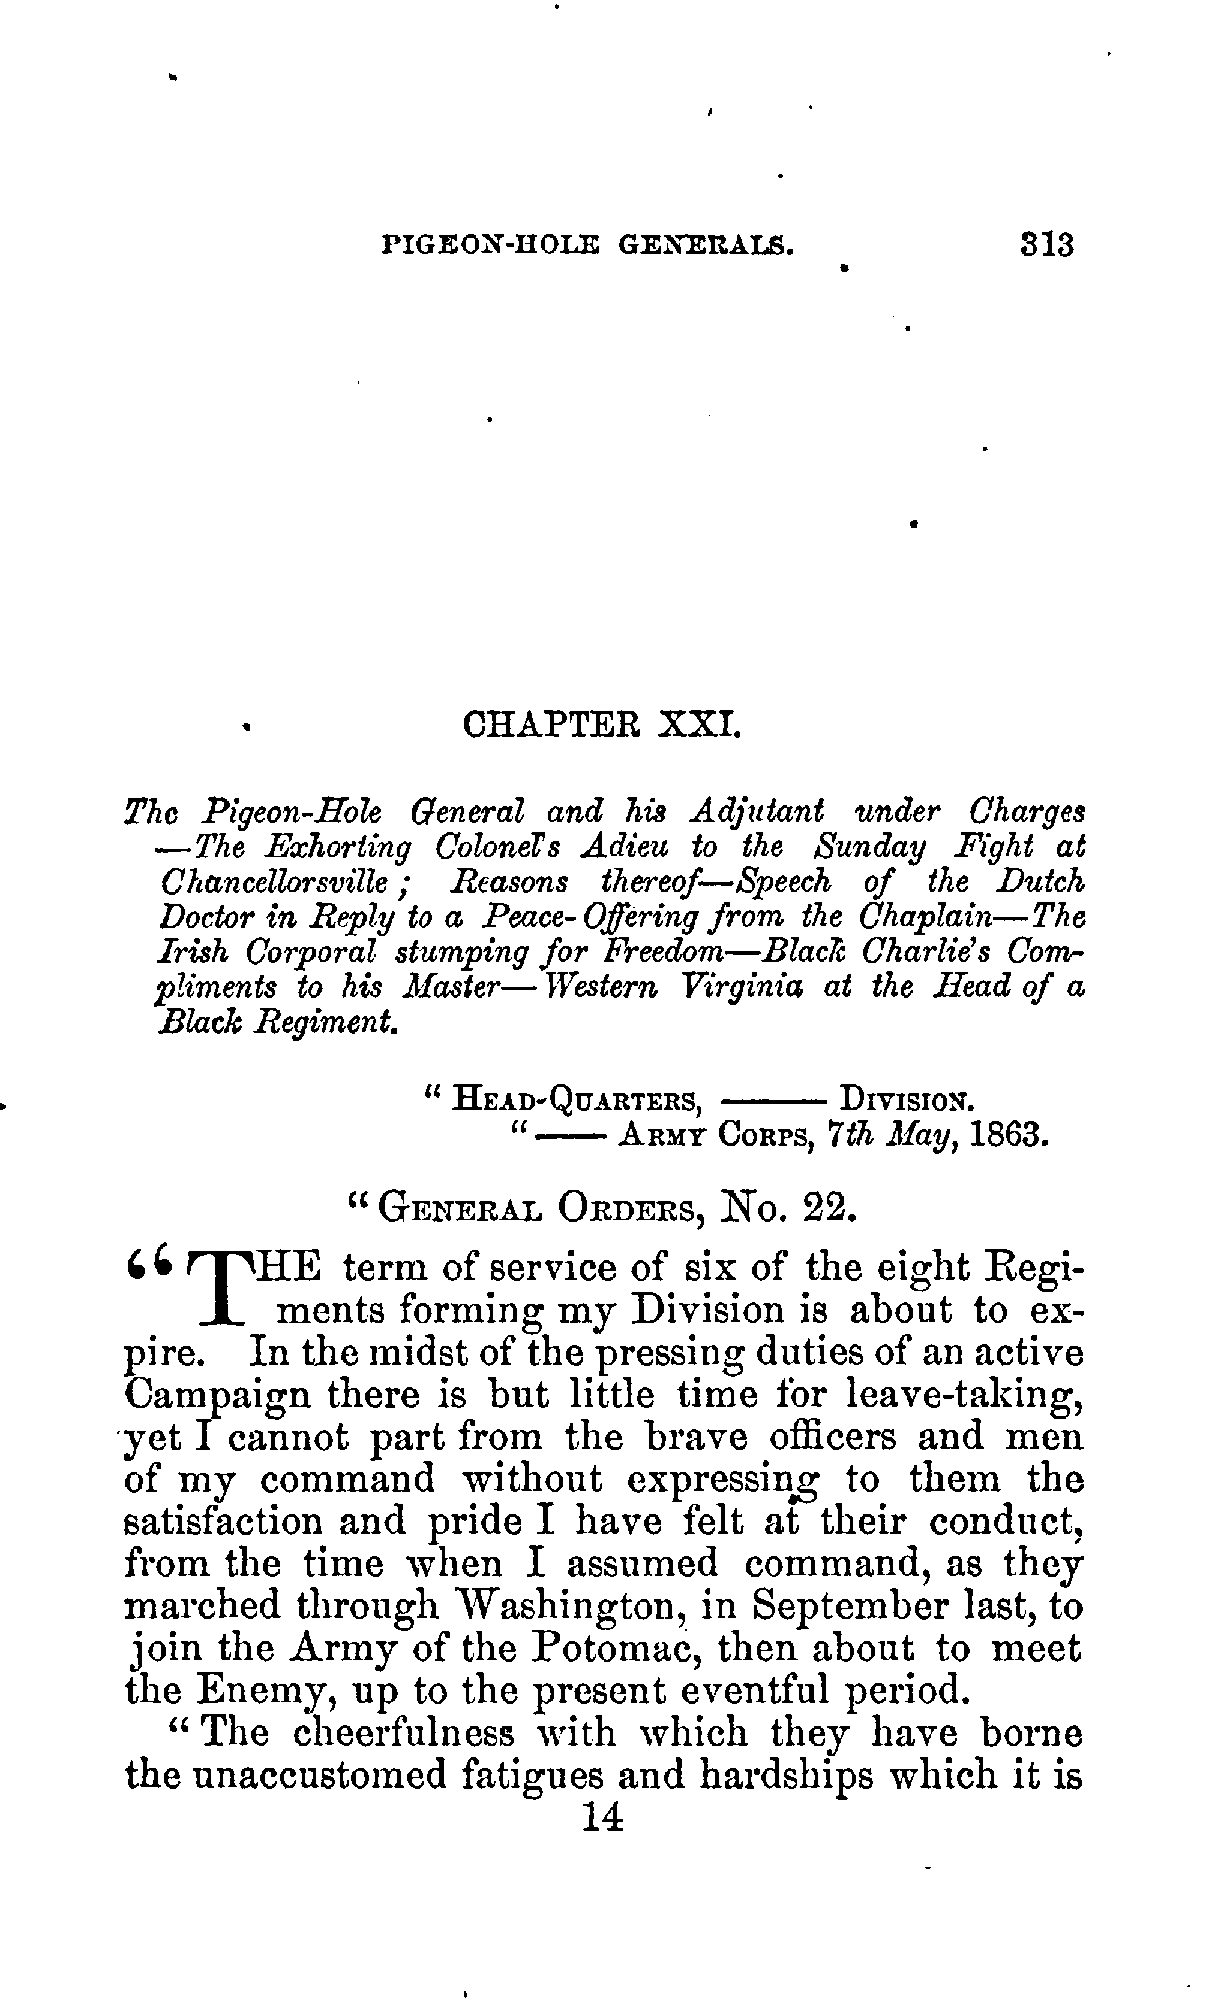 PIGEON-HOLE GENERALS. 313
CHAPTER XXI.
The Pigeon-Hole General and his Adjutant under Charges
—The Exhorting Colonel's Adieu to the Sunday Fight at
Chancellorsville; Reasons thereof—Speech of the Dutch
Doctor in Reply to a Peace-Offering from the Chaplain—The
Irish Corporal stumping for Freedom—Black Charlie's Com-
pliments to his Master—Western Virginia at the Head of a
Black Regiment.
"HEAD-QUARTERS, —— DIVISION.
"—— ARMY CORPS, 7th May, 1863.
"GENERAL ORDERS, No. 22.
"THE term of service of six of the eight Regi-
ments forming my Division is about to ex-
pire. In the midst of the pressing duties of an active
Campaign there is but little time for leave-taking,
yet I cannot part from the brave officers and men
of my command without expressing to them the
satisfaction and pride I have felt at their conduct,
from the time when I assumed command, as they
marched through Washington, in September last, to
join the Army of the Potomac, then about to meet
the Enemy, up to the present eventful period.
"The cheerfulness with which they have borne
the unaccustomed fatigues and hardships which it is
14